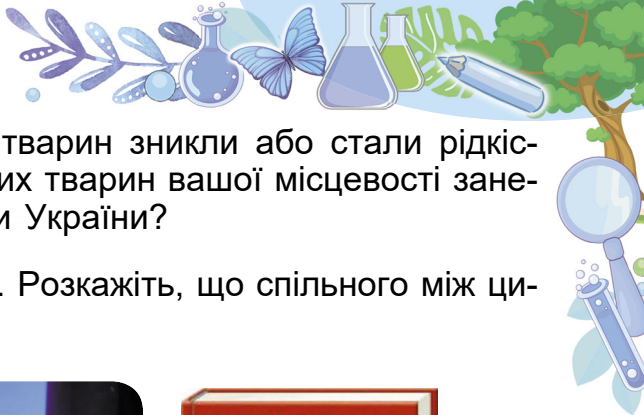 тварин зникли або стали рідкіс-
их тварин вашої місцевості зане-
и України?
. Розкажіть, що спільного між ци-